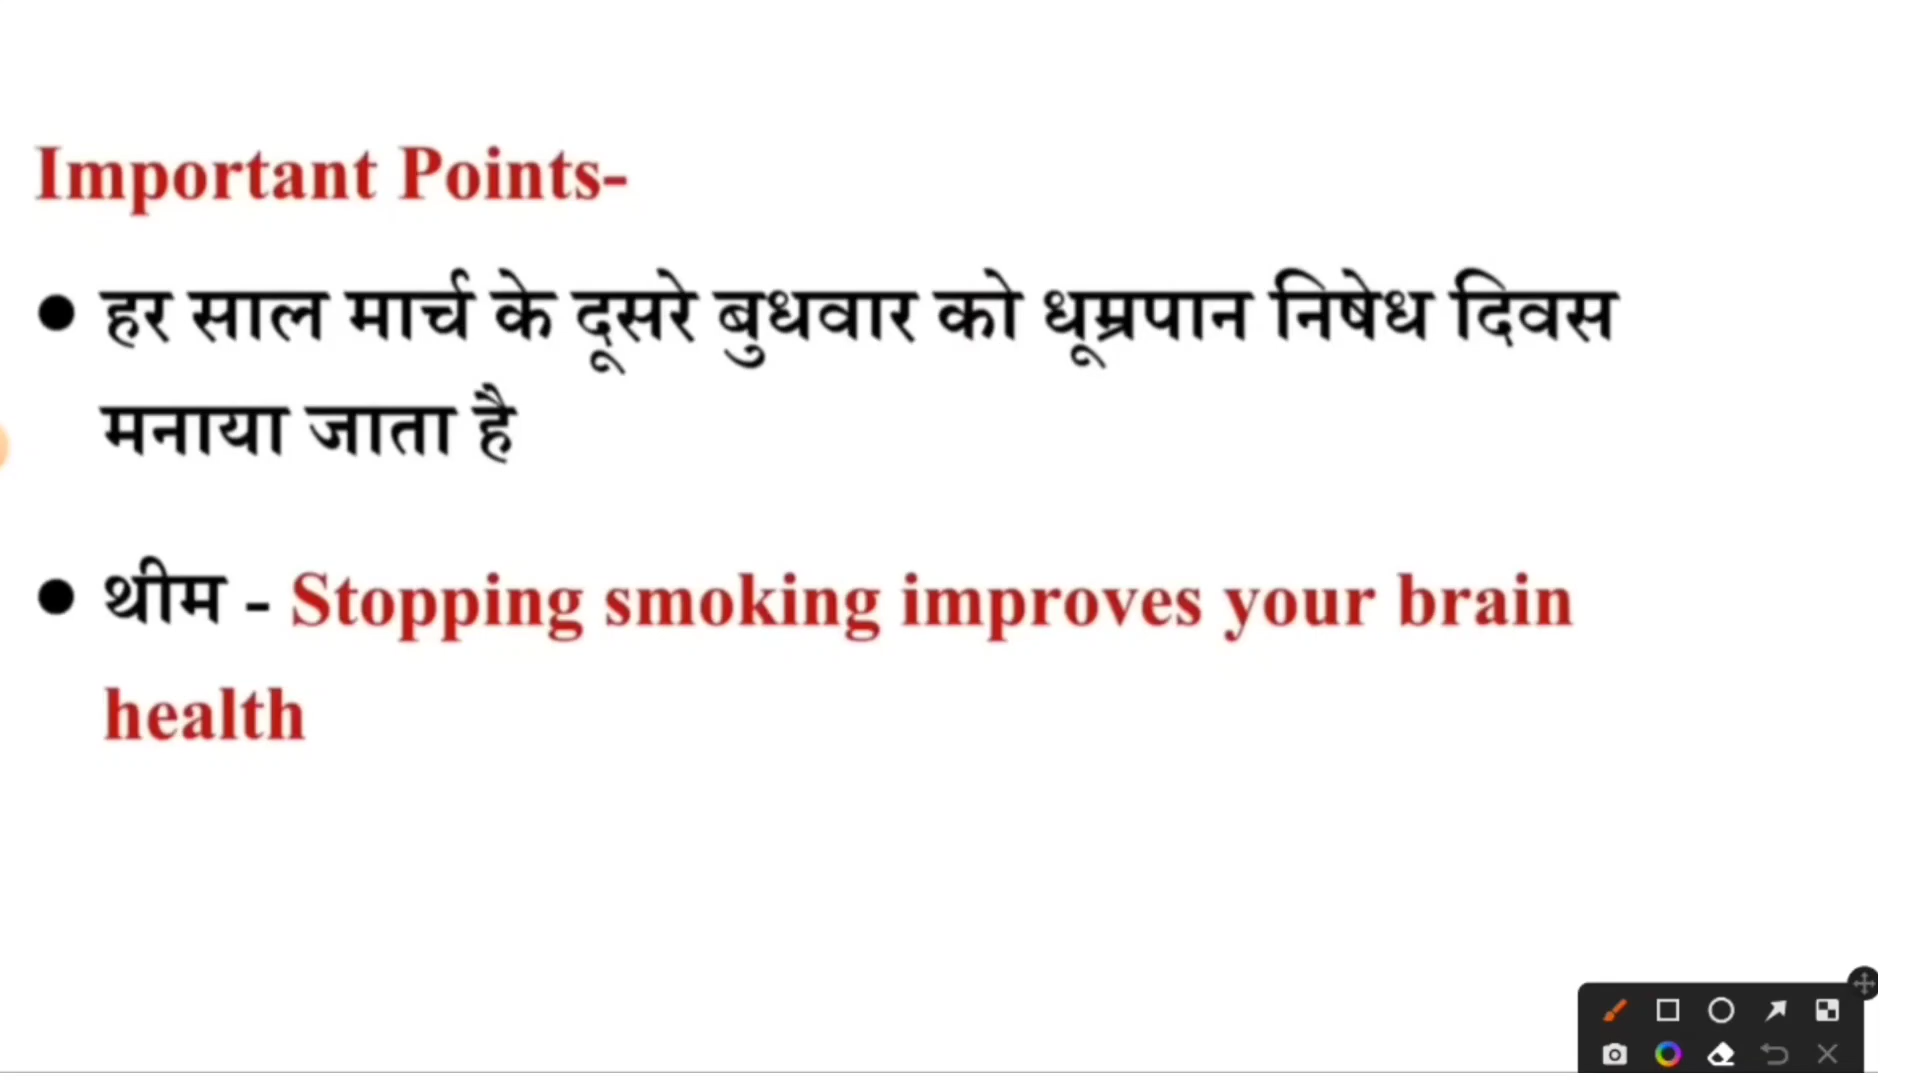 Important Points-
● हर साल मार्च के दूसरे बुधवार को धूम्रपान निषेध दिवस
मनाया जाता है
● थीम - Stopping smoking improves your brain
health